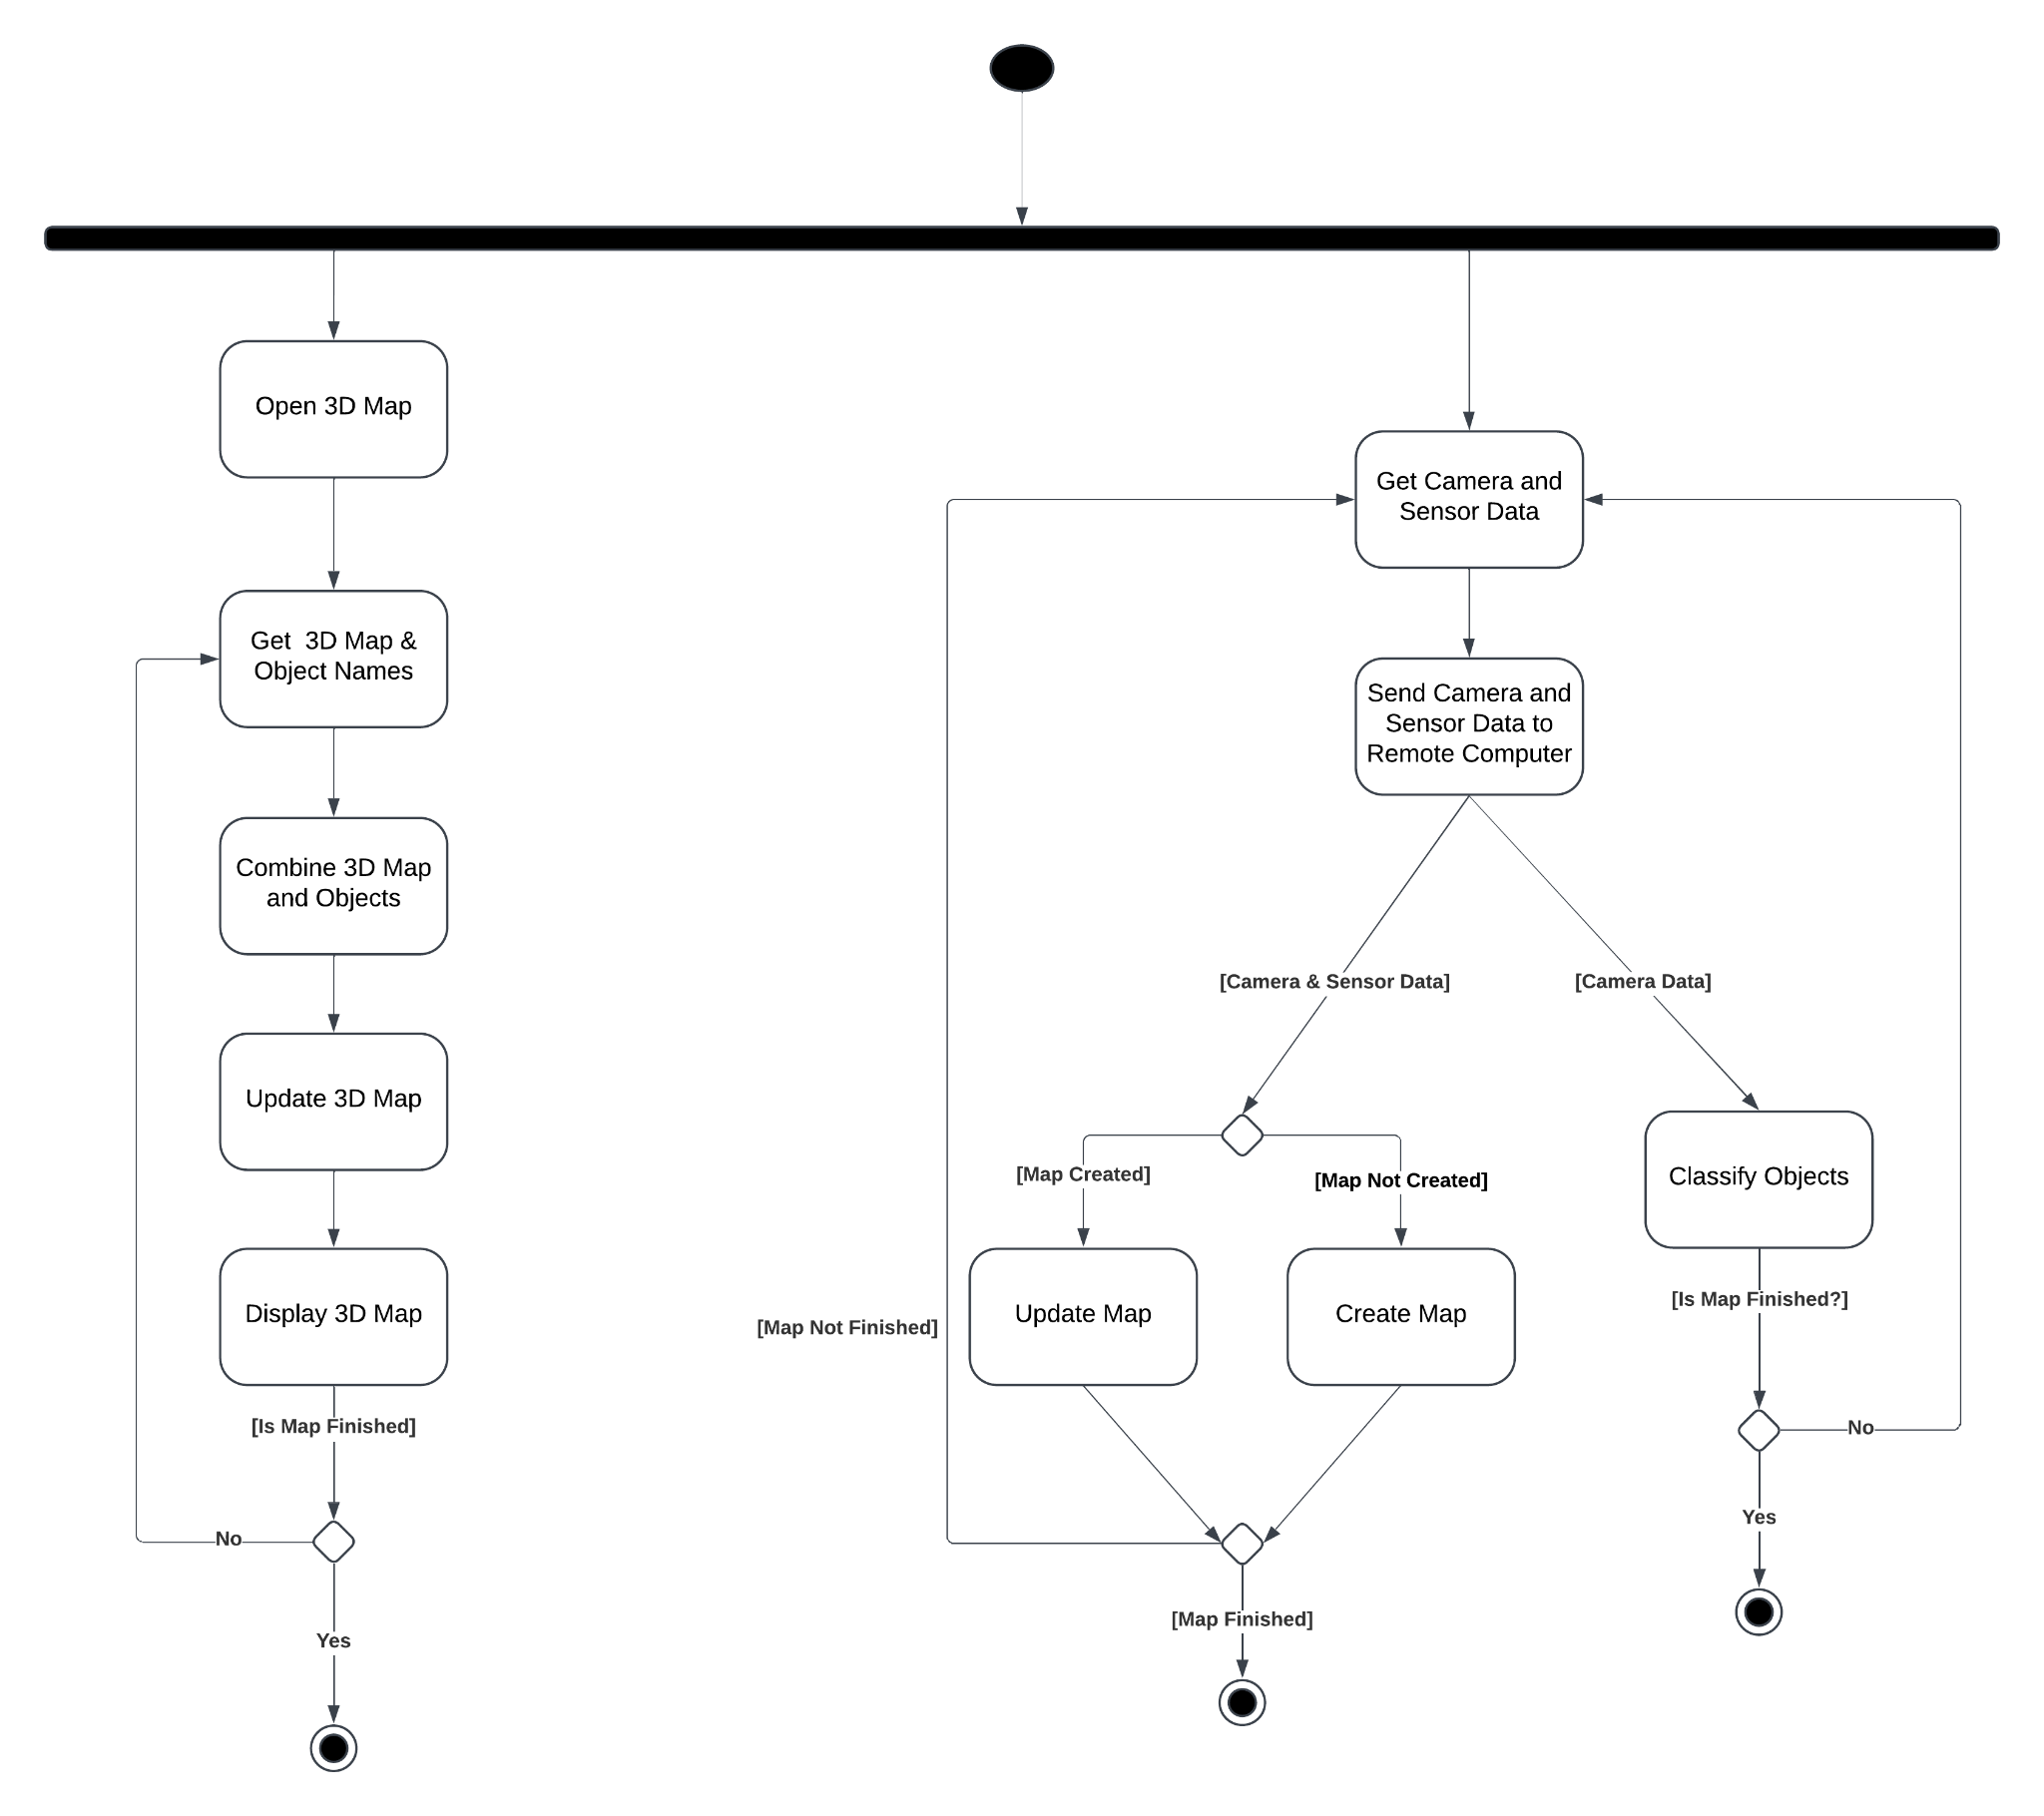 Open 3D Map
Get  3D Map &
Object Names
Combine 3D Map
and Objects
Update 3D Map
Display 3D Map
[Is Map Finished]
No
Yes
Get Camera and
Sensor Data
Send Camera and
Sensor Data to
Remote Computer
[Camera & Sensor Data]
[Camera Data]
[Map Created]
[Map Not Created]
Update Map
Create Map
[Map Not Finished]
[Map Finished]
Classify Objects
[Is Map Finished?]
No
Yes